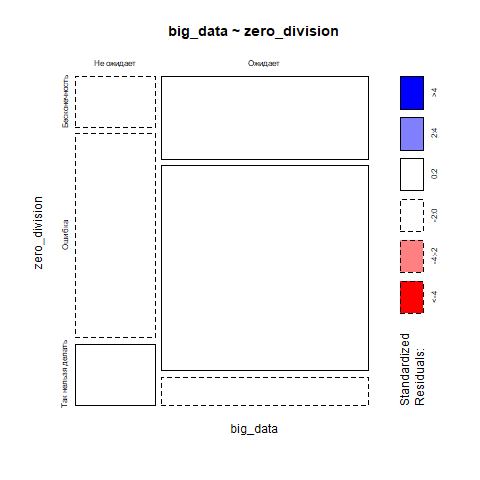 big_data ~ zero_division
Не ожидает
Ожидает
Бесконечность
Ошибка
Так нельзя делать
zero_division
big_data
>4
2:4
0:2
-2:0
-4:-2
<-4
Standardized
Residuals: